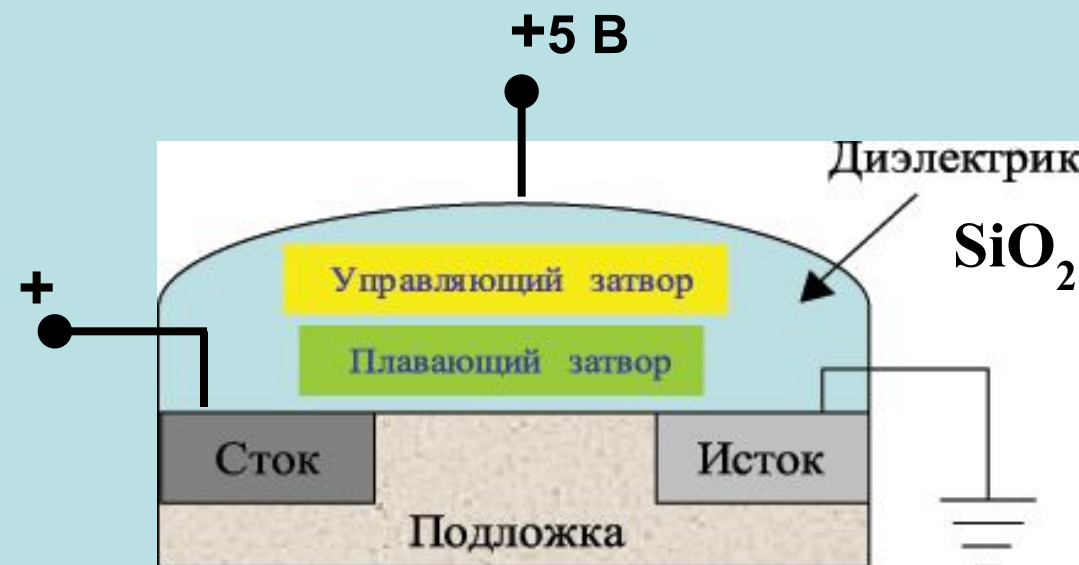 +5 В
Диэлектрик
SiO₂
+
Управляющий затвор
Плавающий затвор
Сток
Исток
Подложка